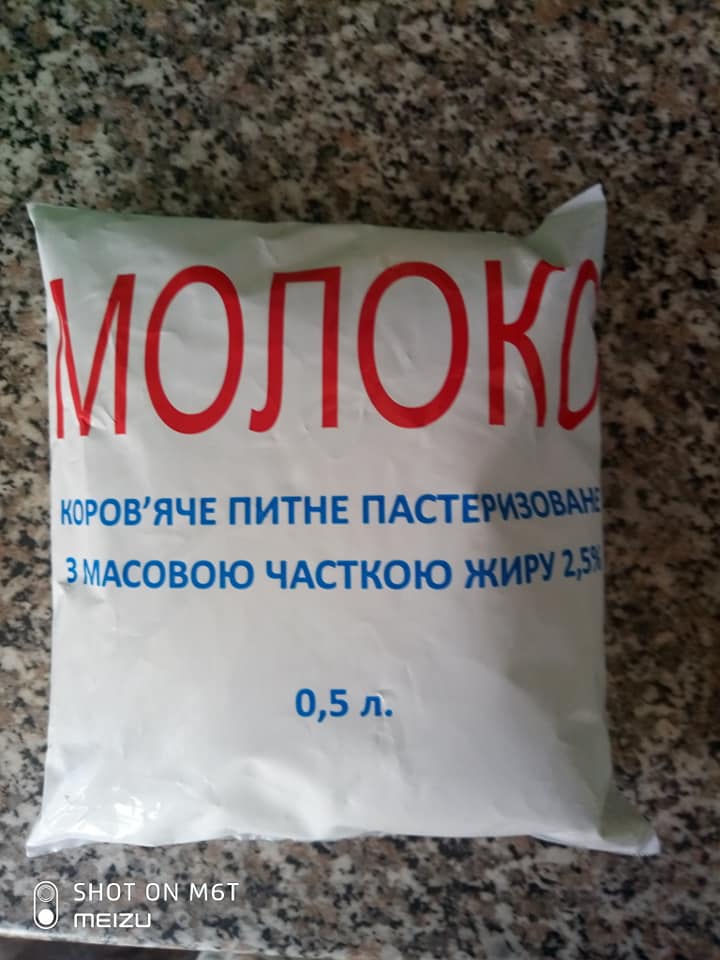 МОЛОКО
КОРОВ’ЯЧЕ ПИТНЕ ПАСТЕРИЗОВАНЕ
З МАСОВОЮ ЧАСТКОЮ ЖИРУ 2,5%
0,5 л.
SHOT ON M6T
MEIZU